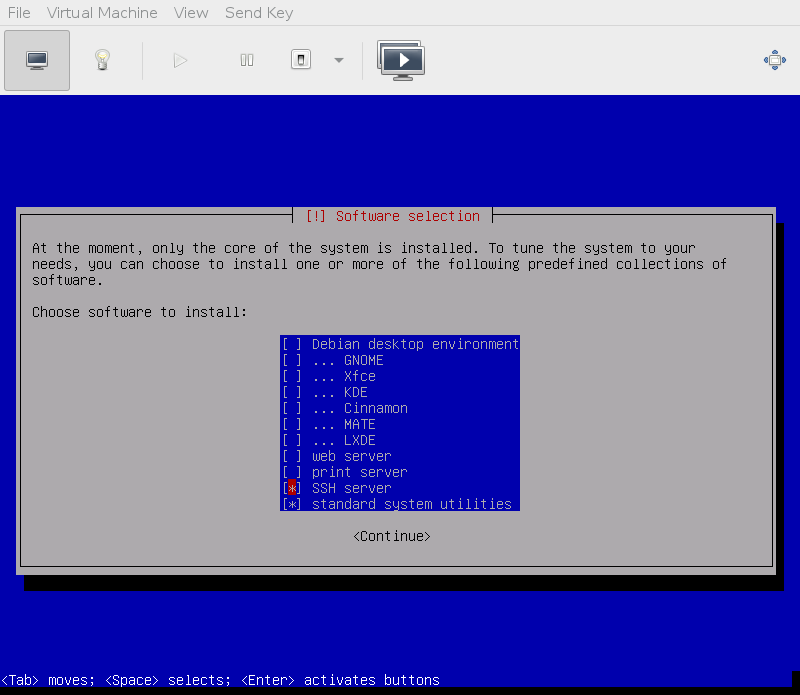 File Virtual Machine View Send Key
[!] Software selection
At the moment, only the core of the system is installed. To tune the system to your
needs, you can choose to install one or more of the following predefined collections of
software.
Choose software to install:
[ ] Debian desktop environment
[ ] ... GNOME
[ ] ... Xfce
[ ] ... KDE
[ ] ... Cinnamon
[ ] ... MATE
[ ] ... LXDE
[ ] web server
[ ] print server
[*] SSH server
[*] standard system utilities
<Continue>
<Tab> moves; <Space> selects; <Enter> activates buttons